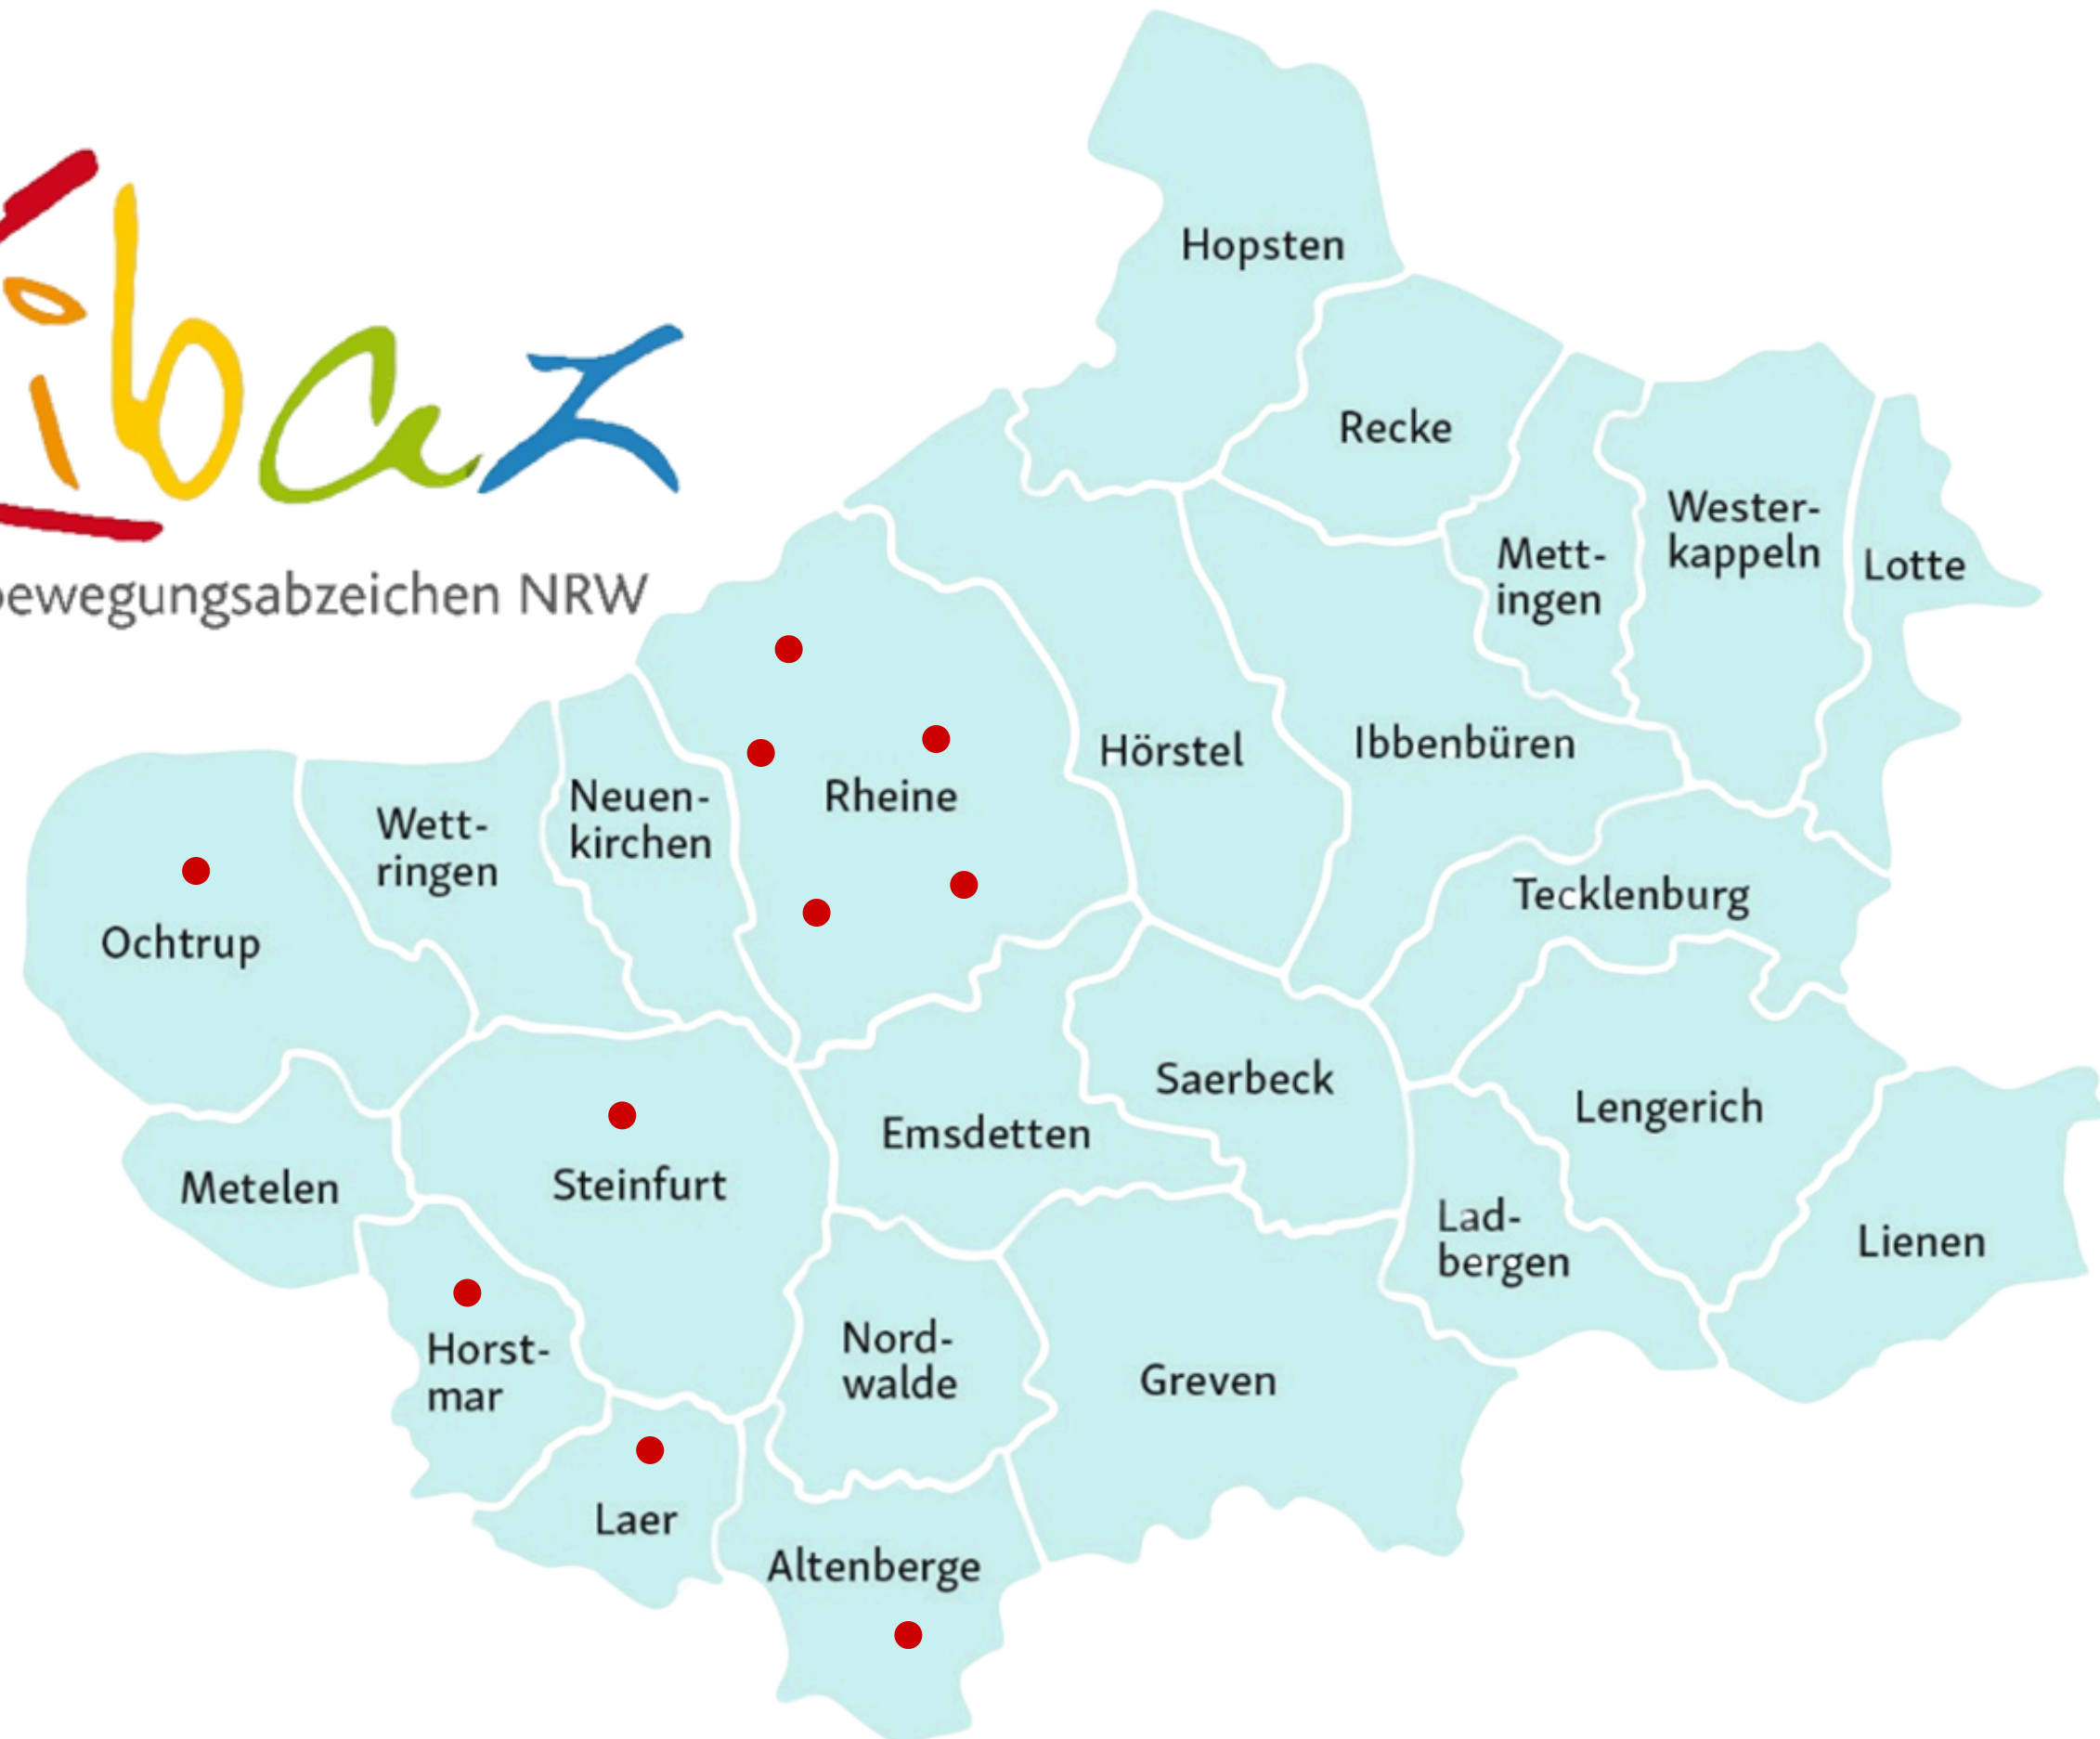 ibaz
bewegungsabzeichen NRW
Hopsten
Recke
Wester-
kappeln
Mett-
ingen
Lotte
Hörstel
Ibbenbüren
Rheine
Neuen-
kirchen
Wett-
ringen
Ochtrup
Tecklenburg
Saerbeck
Lengerich
Emsdetten
Steinfurt
Metelen
Lad-
bergen
Lienen
Nord-
walde
Horst-
mar
Greven
Laer
Altenberge